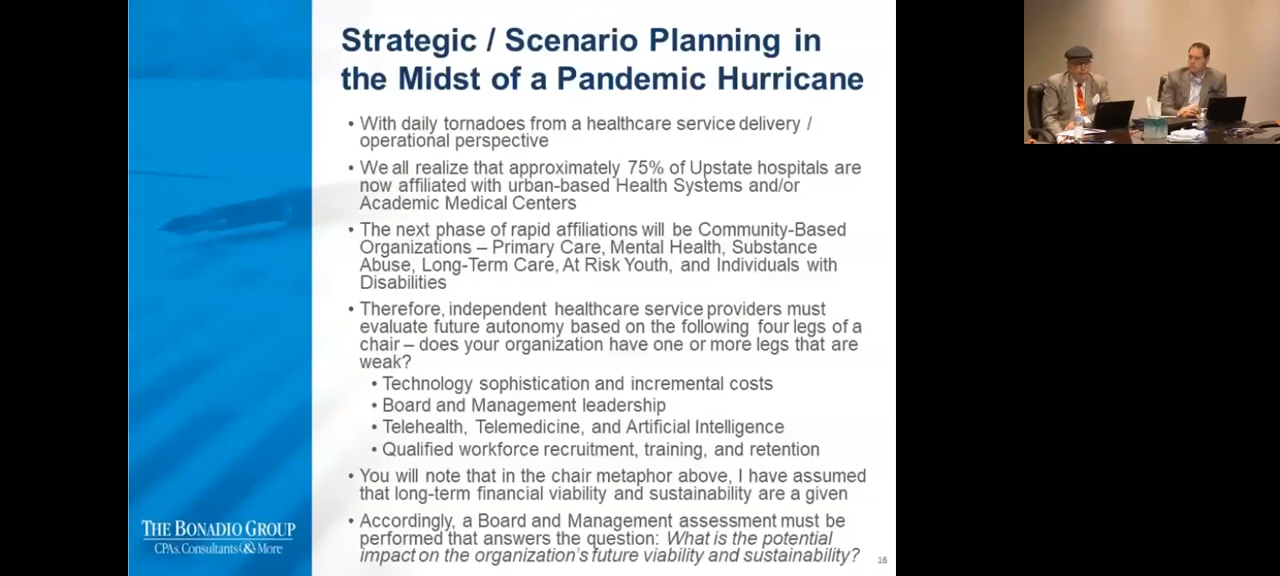 Strategic / Scenario Planning in
the Midst of a Pandemic Hurricane
• With daily tornadoes from a healthcare service delivery /
operational perspective
• We all realize that approximately 75% of Upstate hospitals are
now affiliated with urban-based Health Systems and/or
Academic Medical Centers
• The next phase of rapid affiliations will be Community-Based
Organizations – Primary Care, Mental Health, Substance
Abuse, Long-Term Care, At Risk Youth, and Individuals with
Disabilities
• Therefore, independent healthcare service providers must
evaluate future autonomy based on the following four legs of a
chair – does your organization have one or more legs that are
weak?
• Technology sophistication and incremental costs
• Board and Management leadership
• Telehealth, Telemedicine, and Artificial Intelligence
• Qualified workforce recruitment, training, and retention
• You will note that in the chair metaphor above, I have assumed
that long-term financial viability and sustainability are a given
• Accordingly, a Board and Management assessment must be
performed that answers the question: What is the potential
impact on the organization's future viability and sustainability?
THE BONADIO GROUP
CPAs, Consultants & More
16